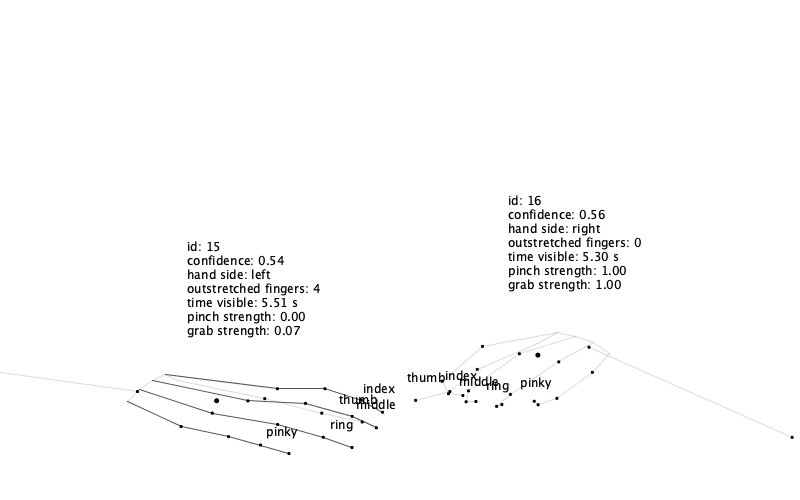 id: 16
confidence: 0.56
hand side: right
outstretched fingers: 0
time visible: 5.30 s
pinch strength: 1.00
grab strength: 1.00
id: 15
confidence: 0.54
hand side: left
outstretched fingers: 4
time visible: 5.51 s
pinch strength: 0.00
grab strength: 0.07
thumb
index
middle
ring
pinky
index
thumb
middle
ring
pinky